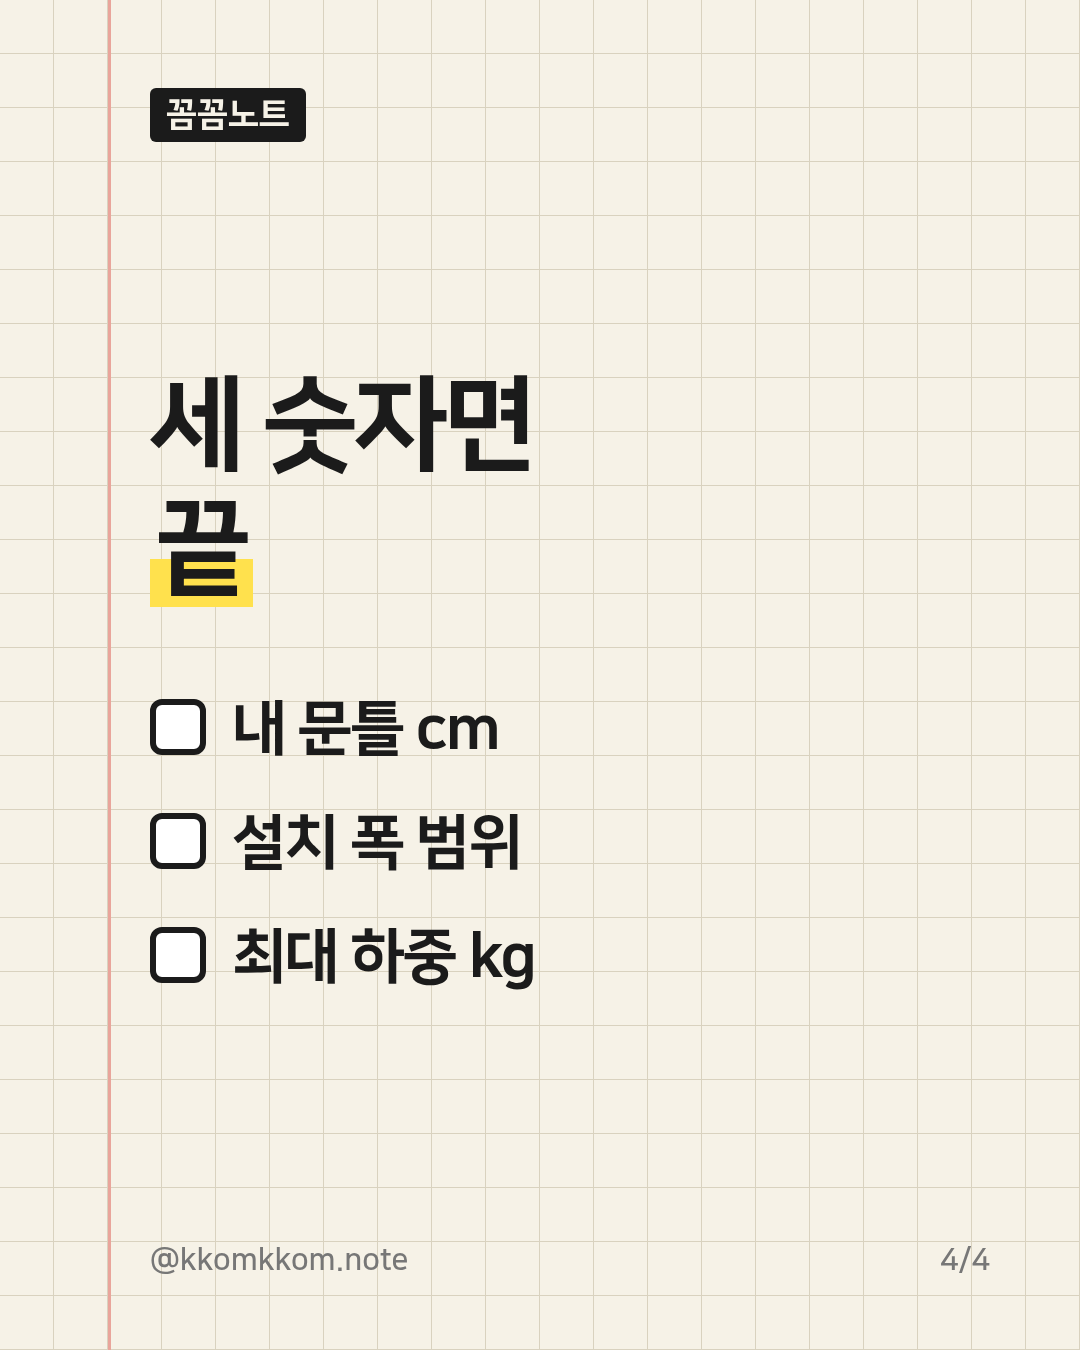 꼼꼼노트
세 숫자면
끝
내 문틀 cm
설치 폭 범위
최대 하중 kg
@kkomkkom.note
4/4